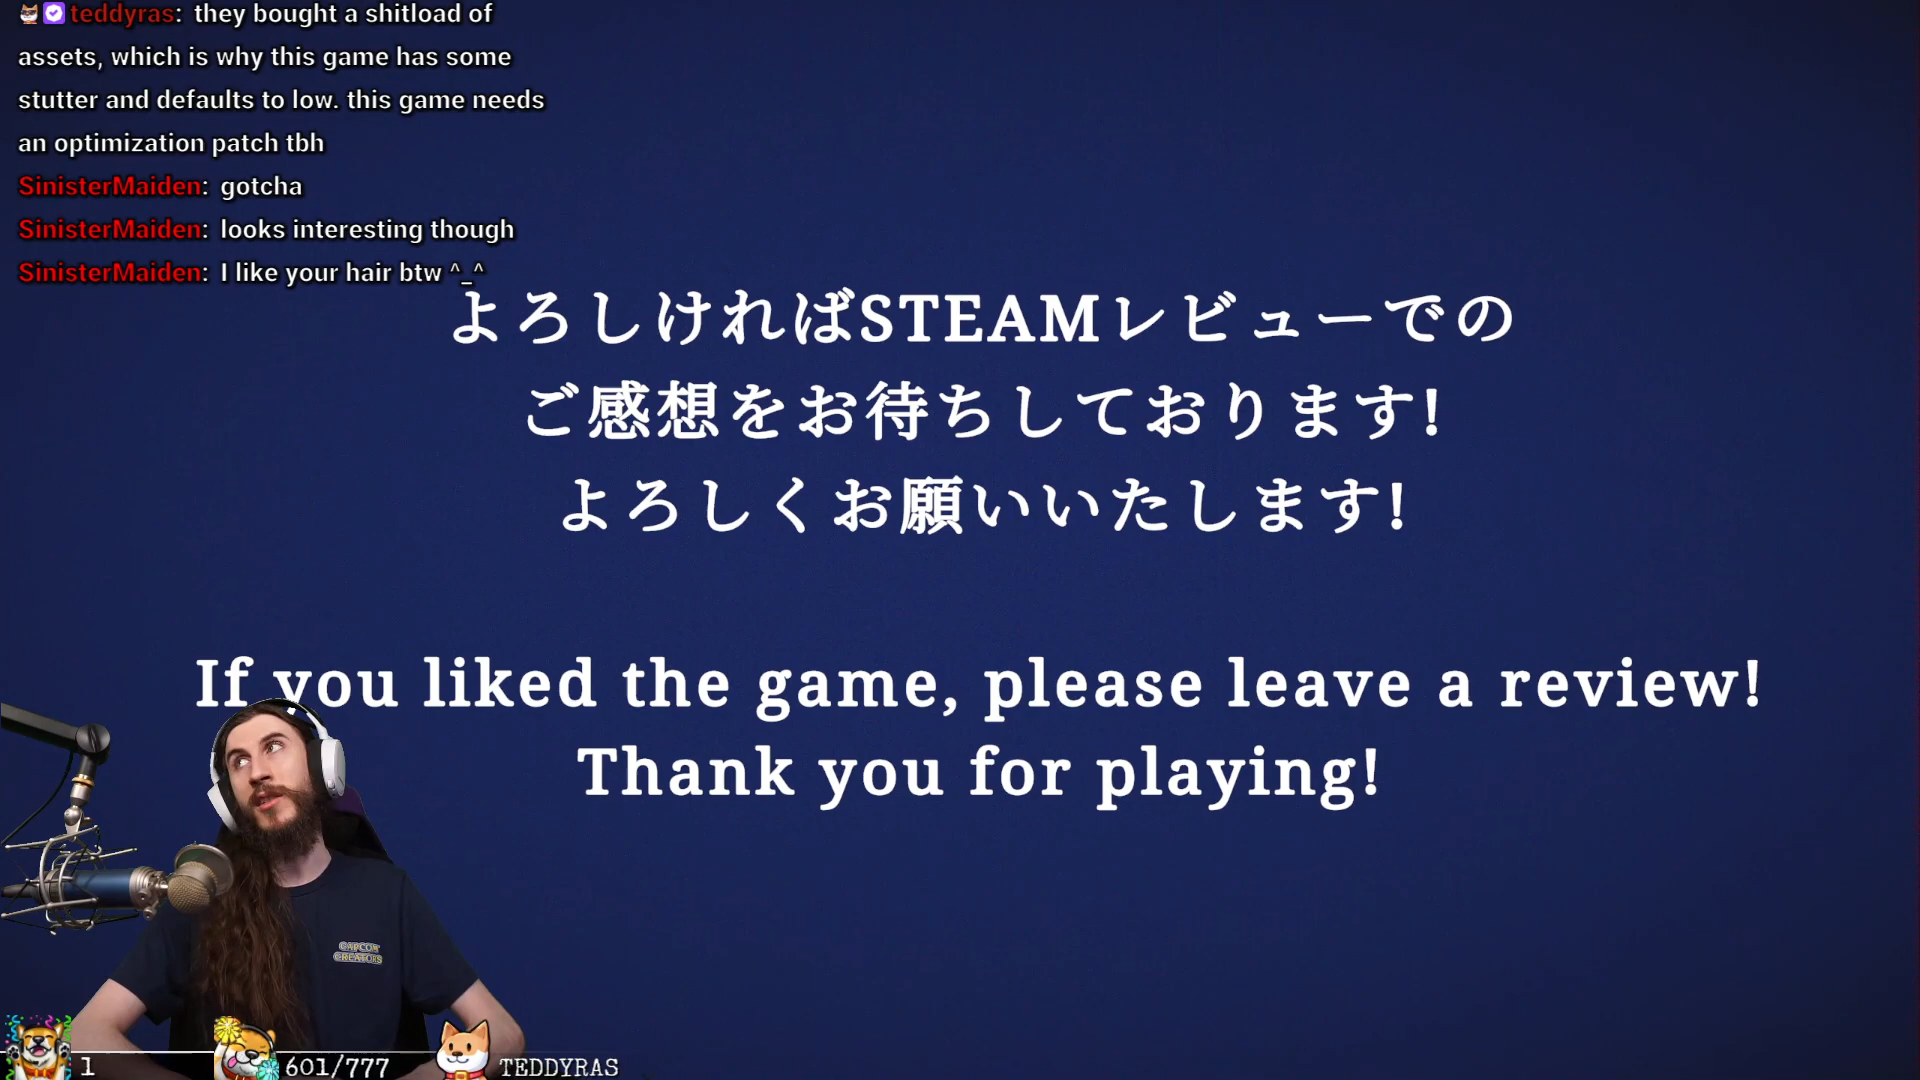 teddyras: they bought a shitload of
assets, which is why this game has some
stutter and defaults to low. this game needs
an optimization patch tbh
SinisterMaiden: gotcha
SinisterMaiden: looks interesting though
SinisterMaiden: I like your hair btw ^_^
よろしければSTEAMレビューでの
ご感想をお待ちしております!
よろしくお願いいたします!
If you liked the game, please leave a review!
Thank you for playing!
CAPCOM
CREATORS
1
601/777
TEDDYRAS